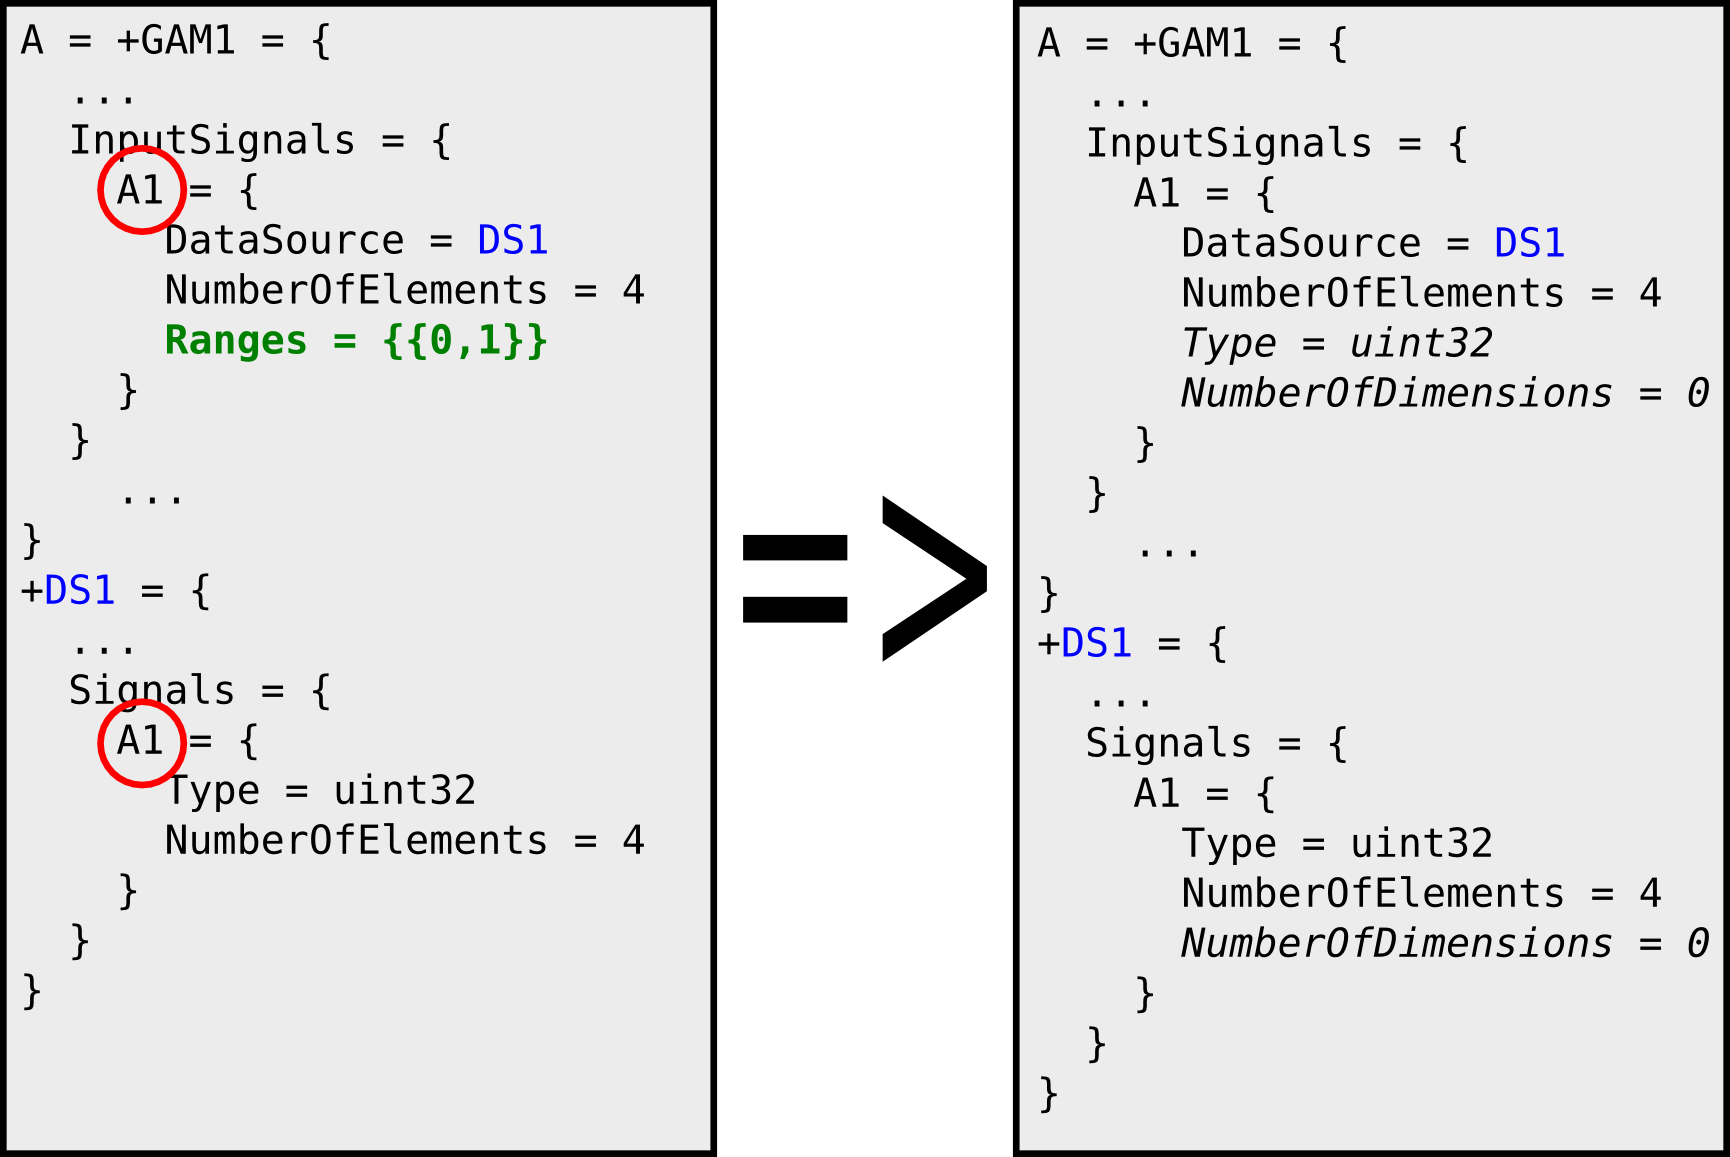 A = +GAM1 = {
...
InputSignals = {
A1 = {
DataSource = DS1
NumberOfElements = 4
Ranges = {{0,1}}
}
}
...
}
+DS1 = {
...
Signals = {
A1 = {
Type = uint32
NumberOfElements = 4
}
}
}
=>
A = +GAM1 = {
...
InputSignals = {
A1 = {
DataSource = DS1
NumberOfElements = 4
Type = uint32
NumberOfDimensions = 0
}
}
...
}
+DS1 = {
...
Signals = {
A1 = {
Type = uint32
NumberOfElements = 4
NumberOfDimensions = 0
}
}
}